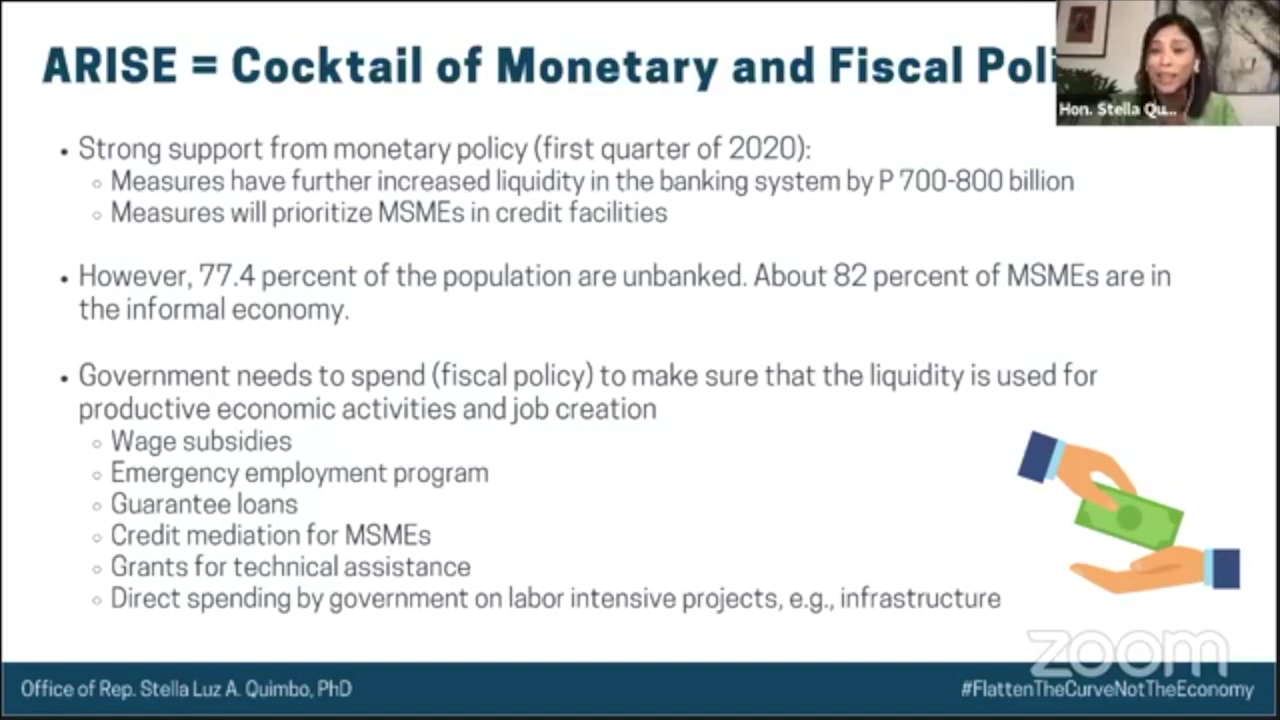 ARISE = Cocktail of Monetary and Fiscal Poli
Hon. Stella Qu...
• Strong support from monetary policy (first quarter of 2020):
◦ Measures have further increased liquidity in the banking system by P 700-800 billion
◦ Measures will prioritize MSMEs in credit facilities
• However, 77.4 percent of the population are unbanked. About 82 percent of MSMEs are in
the informal economy.
• Government needs to spend (fiscal policy) to make sure that the liquidity is used for
productive economic activities and job creation
◦ Wage subsidies
◦ Emergency employment program
◦ Guarantee loans
◦ Credit mediation for MSMEs
◦ Grants for technical assistance
◦ Direct spending by government on labor intensive projects, e.g., infrastructure
zoom
Office of Rep. Stella Luz A. Quimbo, PhD
#FlattenTheCurveNotTheEconomy